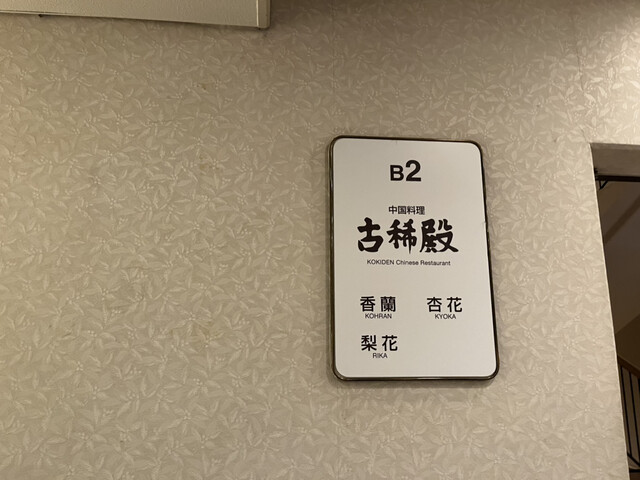 B2
中国料理
古稀殿
KOKIDEN Chinese Restaurant
香蘭 杏花
KOHRAN KYOKA
梨花
RIKA